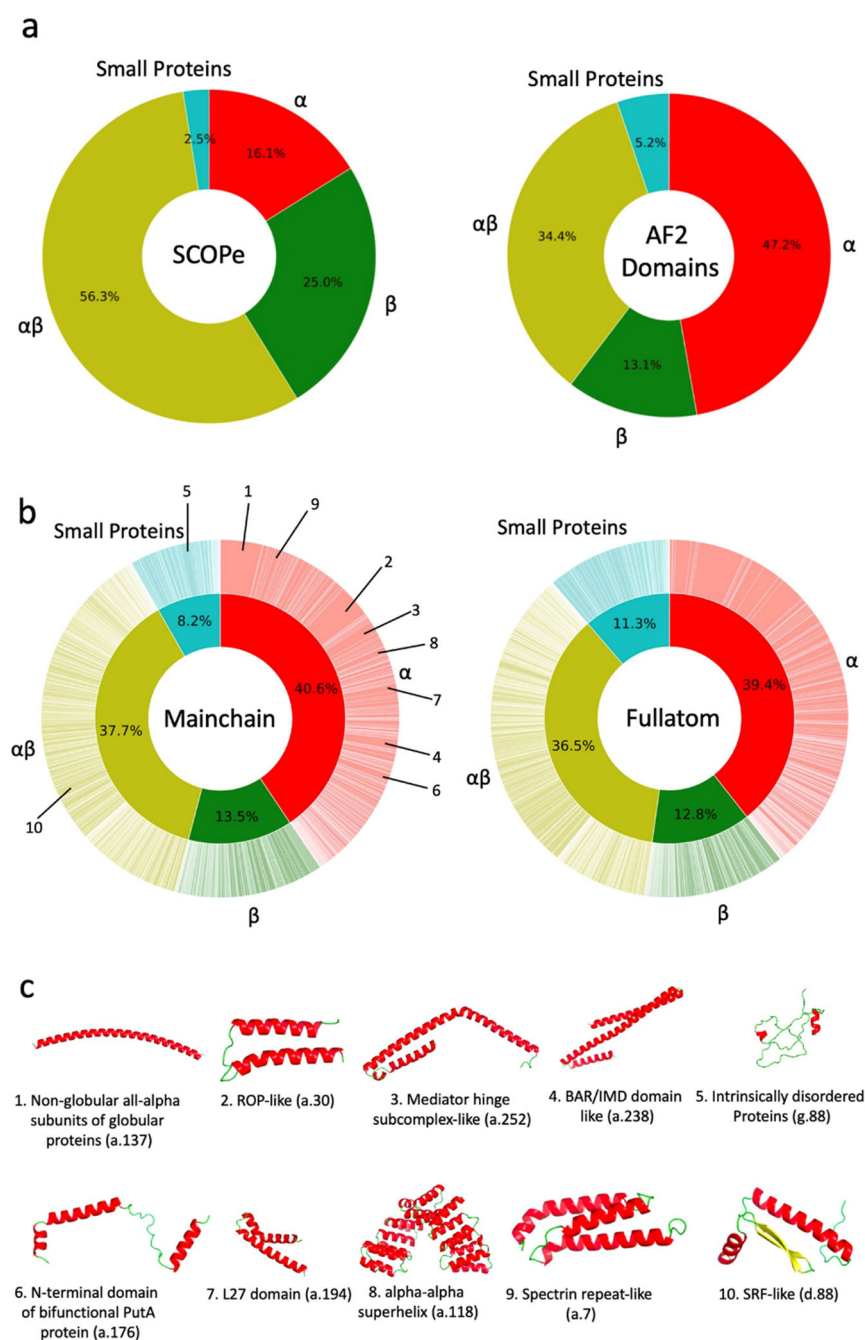 a
Small Proteins
α
2.5%
16.1%
SCOPe
25.0%
56.3%
β
αβ
Small Proteins
5.2%
αβ
34.4%
AF2
Domains
47.2%
α
13.1%
β
b
Small Proteins
5
1
9
2
3
8
α
7
4
6
8.2%
40.6%
Mainchain
37.7%
αβ
13.5%
10
β
Small Proteins
11.3%
α
39.4%
Fullatom
36.5%
αβ
12.8%
β
c
1. Non-globular all-alpha
subunits of globular
proteins (a.137)
2. ROP-like (a.30)
3. Mediator hinge
subcomplex-like (a.252)
4. BAR/IMD domain
like (a.238)
5. Intrinsically disordered
Proteins (g.88)
6. N-terminal domain
of bifunctional PutA
protein (a.176)
7. L27 domain (a.194)
8. alpha-alpha
superhelix (a.118)
9. Spectrin repeat-like
(a.7)
10. SRF-like (d.88)